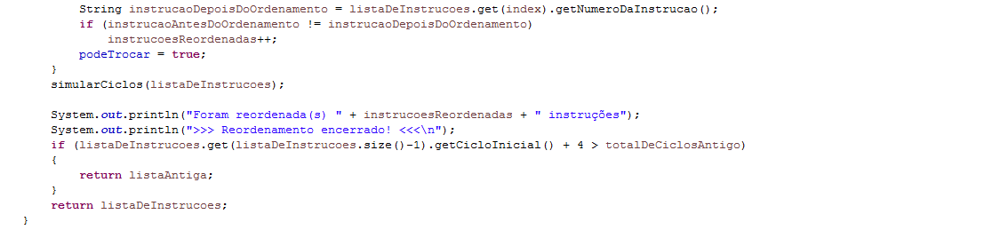 String instrucaoDepoisDoOrdenamento = listaDeInstrucoes.get(index).getNumeroDaInstrucao();
if (instrucaoAntesDoOrdenamento != instrucaoDepoisDoOrdenamento)
instrucoesReordenadas++;
podeTrocar = true;
}
simularCiclos(listaDeInstrucoes);
System.out.println("Foram reordenada(s) " + instrucoesReordenadas + " instruções");
System.out.println(">>> Reordenamento encerrado! <<<\n");
if (listaDeInstrucoes.get(listaDeInstrucoes.size()-1).getCicloInicial() + 4 > totalDeCiclosAntigo)
{
return listaAntiga;
}
return listaDeInstrucoes;
}